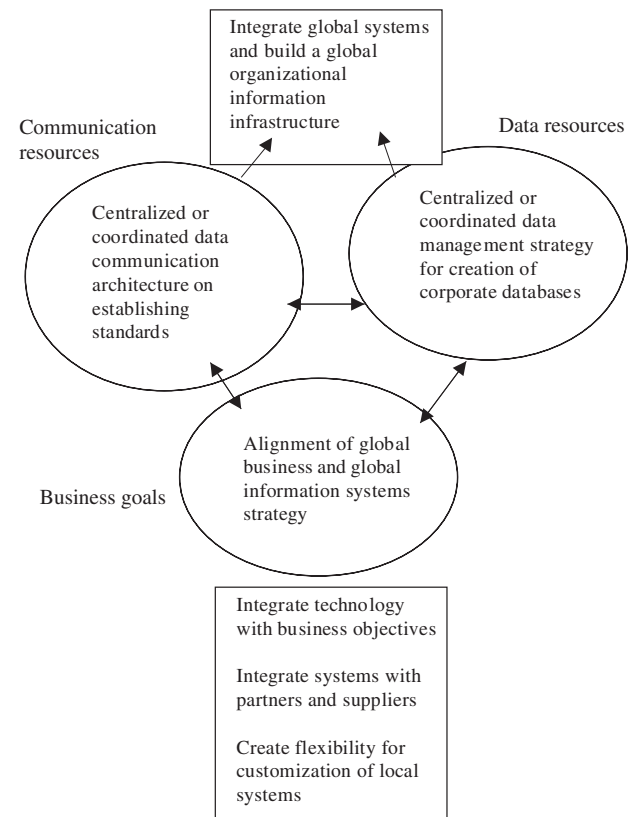 Integrate global systems
and build a global
organizational
information
infrastructure
Communication
resources
Data resources
Centralized or
coordinated data
communication
architecture on
establishing
standards
Centralized or
coordinated data
management strategy
for creation of
corporate databases
Alignment of global
business and global
information systems
strategy
Business goals
Integrate technology
with business objectives
Integrate systems with
partners and suppliers
Create flexibility for
customization of local
systems